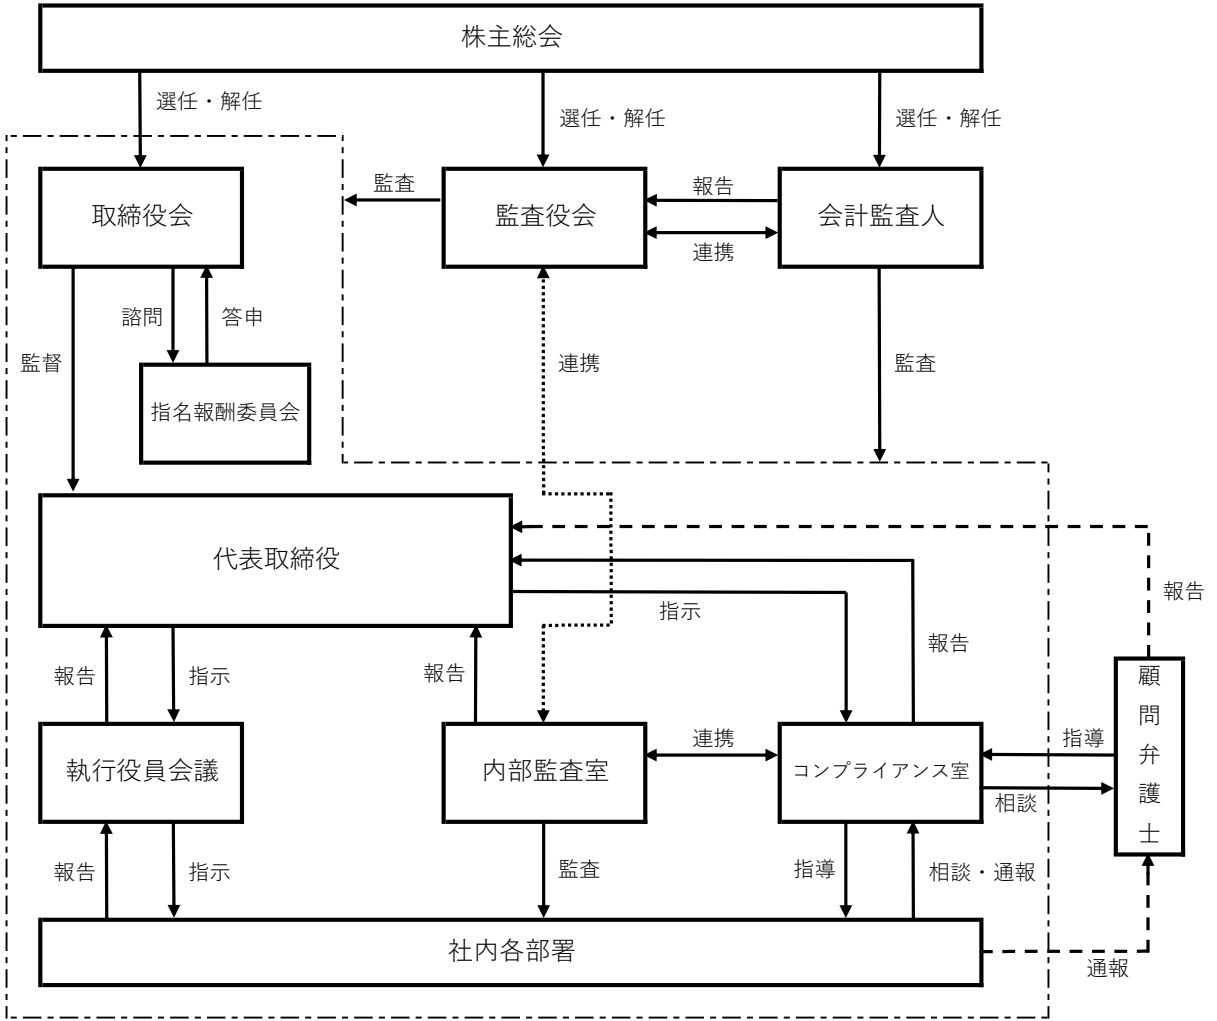 株主総会
選任・解任
選任・解任
選任・解任
取締役会
監査
監査役会
報告
連携
会計監査人
諮問
答申
監督
連携
監査
指名報酬委員会
代表取締役
指示
報告
報告
報告
指示
報告
顧問弁護士
執行役員会議
内部監査室
連携
コンプライアンス室
指導
相談
報告
指示
監査
指導
相談・通報
社内各部署
通報